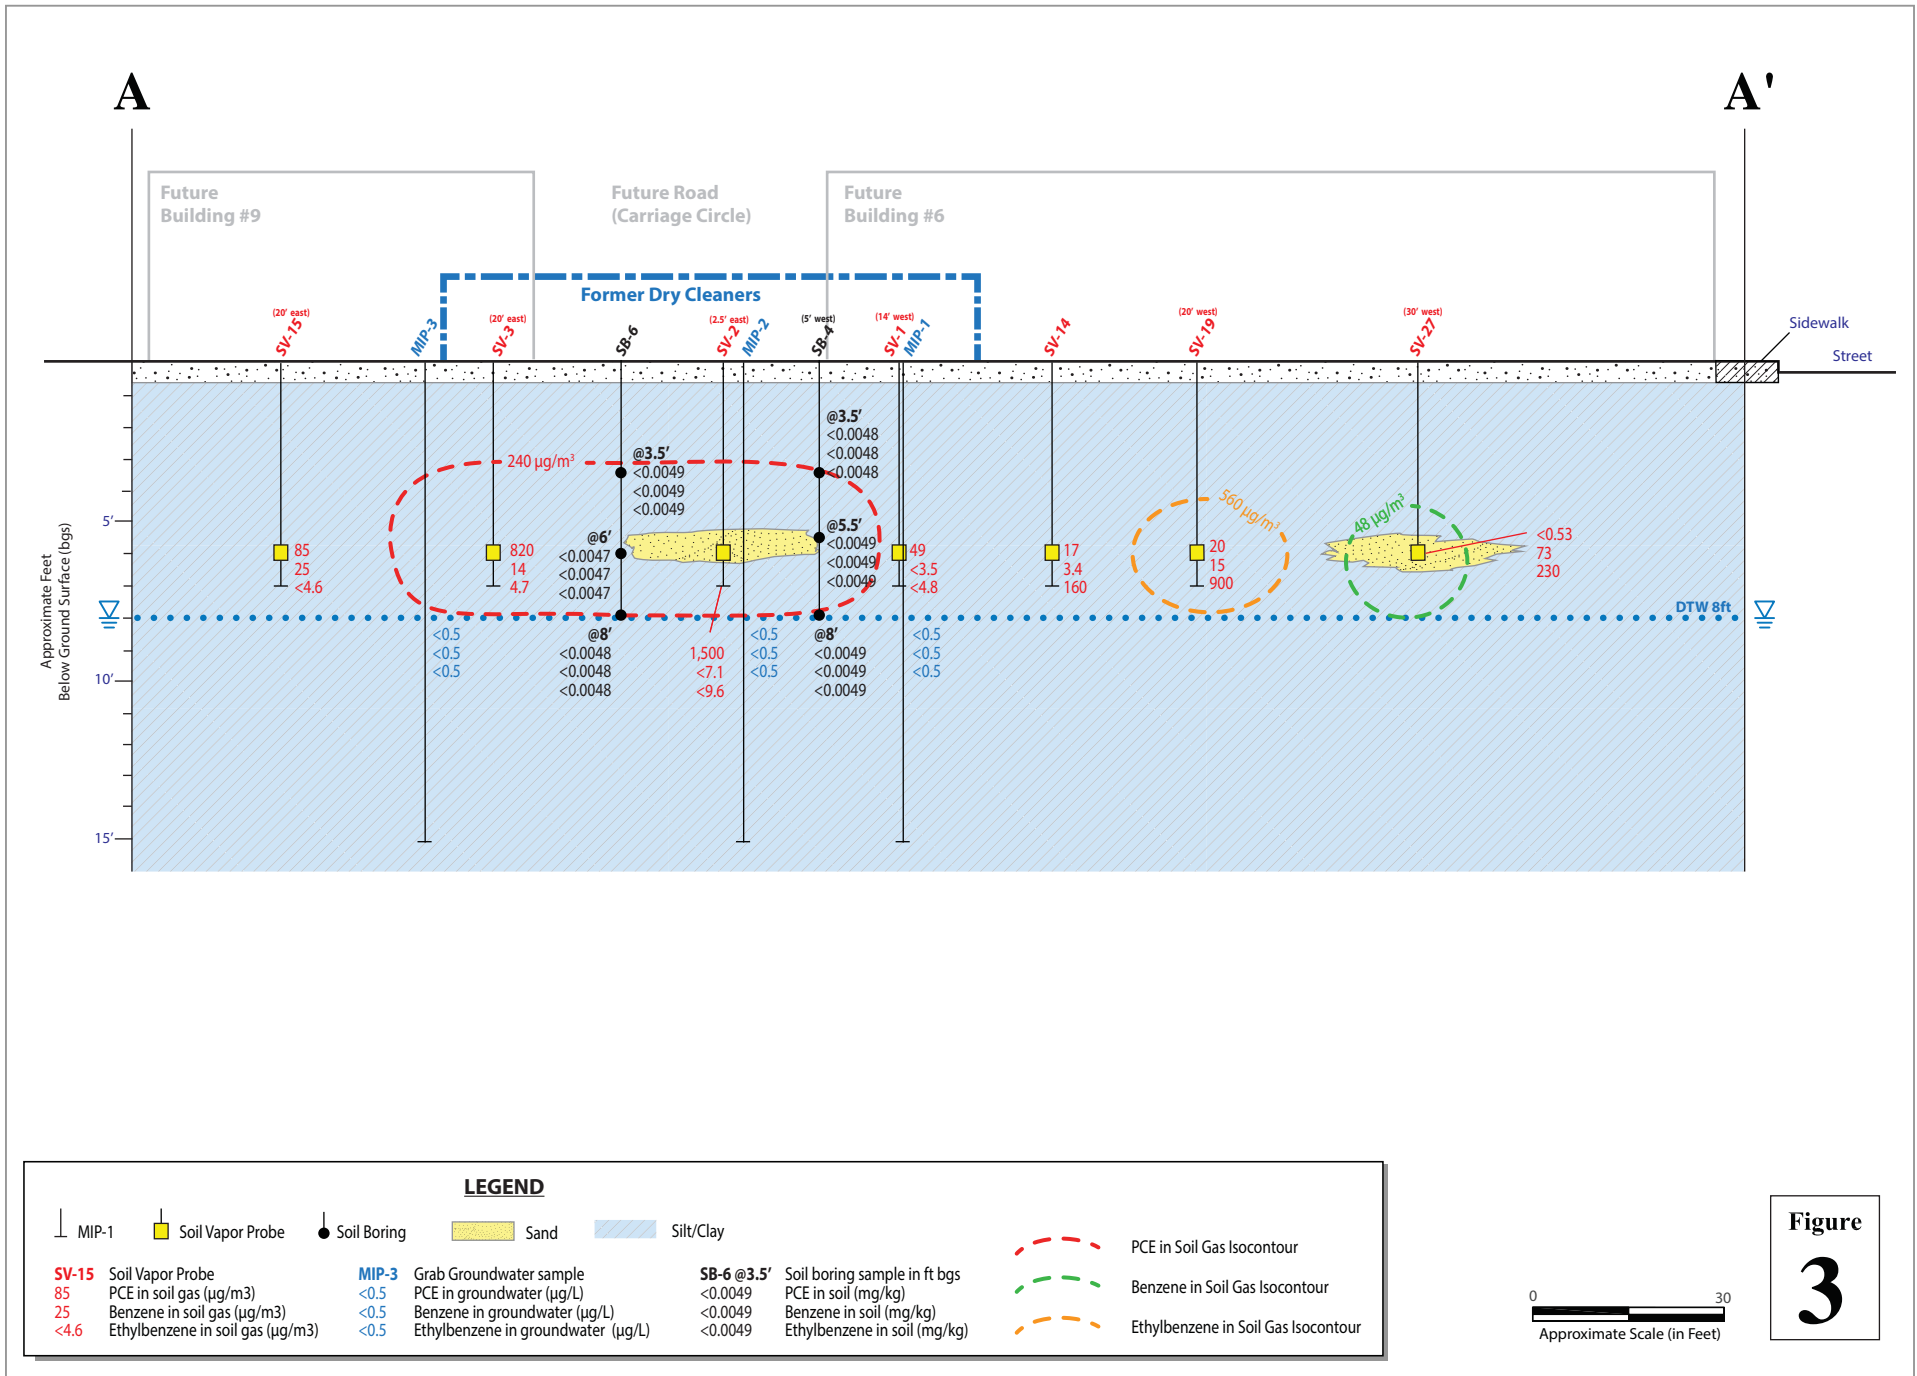 A
A'
Future
Building #9
Future Road
(Carriage Circle)
Future
Building #6
Former Dry Cleaners
(20' east)
SV-15
MIP-3
(20' east)
SV-3
SB-6
(2.5' east)
SV-2
MIP-2
(5' west)
SB-4
(14' west)
SV-1
MIP-1
SV-14
(20' west)
SV-19
(30' west)
SV-27
Sidewalk
Street
Approximate Feet
Below Ground Surface (bgs)
5'
10'
15'
240 µg/m³
560 µg/m³
48 µg/m³
85
25
<4.6
820
14
4.7
@3.5'
<0.0049
<0.0049
<0.0049
@6'
<0.0047
<0.0047
<0.0047
@8'
<0.0048
<0.0048
<0.0048
1,500
<7.1
<9.6
@3.5'
<0.0048
<0.0048
<0.0048
@5.5'
<0.0049
<0.0049
<0.0049
@8'
<0.0049
<0.0049
<0.0049
49
<3.5
<4.8
17
3.4
160
20
15
900
<0.53
73
230
<0.5
<0.5
<0.5
<0.5
<0.5
<0.5
<0.5
<0.5
<0.5
DTW 8ft
LEGEND
MIP-1
Soil Vapor Probe
Soil Boring
Sand
Silt/Clay
SV-15 Soil Vapor Probe
85 PCE in soil gas (µg/m3)
25 Benzene in soil gas (µg/m3)
<4.6 Ethylbenzene in soil gas (µg/m3)
MIP-3 Grab Groundwater sample
<0.5 PCE in groundwater (µg/L)
<0.5 Benzene in groundwater (µg/L)
<0.5 Ethylbenzene in groundwater (µg/L)
SB-6 @3.5' Soil boring sample in ft bgs
<0.0049 PCE in soil (mg/kg)
<0.0049 Benzene in soil (mg/kg)
<0.0049 Ethylbenzene in soil (mg/kg)
PCE in Soil Gas Isocontour
Benzene in Soil Gas Isocontour
Ethylbenzene in Soil Gas Isocontour
0 30
Approximate Scale (in Feet)
Figure
3